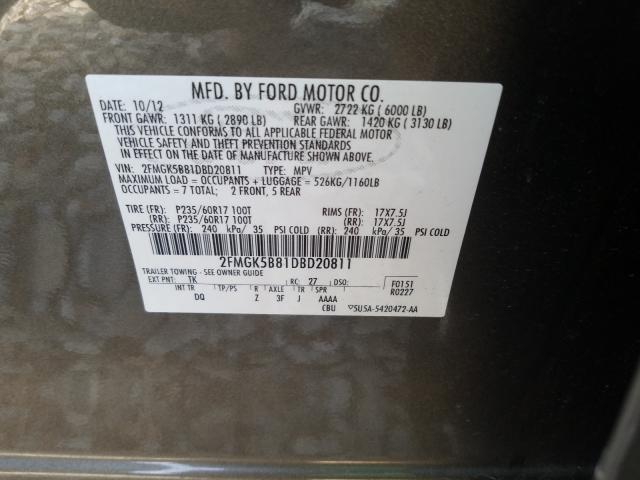 MFD. BY FORD MOTOR CO.
DATE: 10/12 GVWR: 2722 KG ( 6000 LB)
FRONT GAWR: 1311 KG ( 2890 LB) REAR GAWR: 1420 KG ( 3130 LB)
THIS VEHICLE CONFORMS TO ALL APPLICABLE FEDERAL MOTOR
VEHICLE SAFETY AND THEFT PREVENTION STANDARDS
IN EFFECT ON THE DATE OF MANUFACTURE SHOWN ABOVE.
VIN: 2FMGK5B81DBD20811 TYPE: MPV
MAXIMUM LOAD = OCCUPANTS + LUGGAGE = 526KG/1160LB
OCCUPANTS = 7 TOTAL; 2 FRONT, 5 REAR
TIRE (FR): P235/60R17 100T RIMS (FR): 17X7.5J
(RR): P235/60R17 100T (RR): 17X7.5J
PRESSURE (FR): 240 kPa/ 35 PSI COLD (RR): 240 kPa/ 35 PSI COLD
2FMGK5B81DBD20811
TRAILER TOWING - SEE OWNER GUIDE
EXT PNT: TK RC: 27 DSO: F0151
INT TR TP/PS R AXLE TR SPR R0227
DQ Z 3F J AAAA
CBU 5U5A-5420472-AA